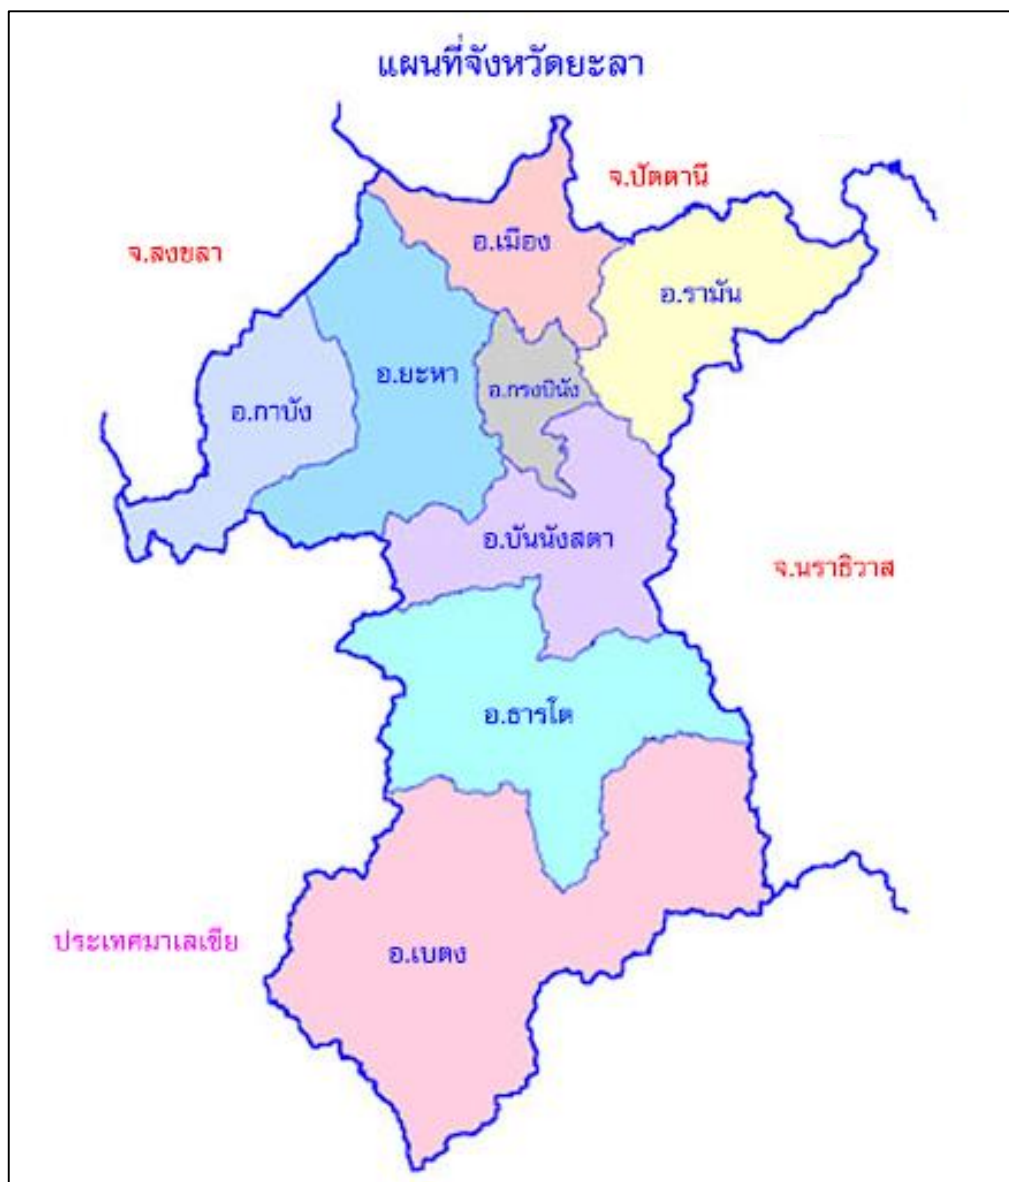 แผนที่จังหวัดยะลา
จ.ปัตตานี
อ.เมือง
จ.สงขลา
อ.รามัน
อ.ยะหา
อ.กรงปินัง
อ.กาบัง
อ.บันนังสตา
จ.นราธิวาส
อ.ธารโต
ประเทศมาเลเซีย
อ.เบตง